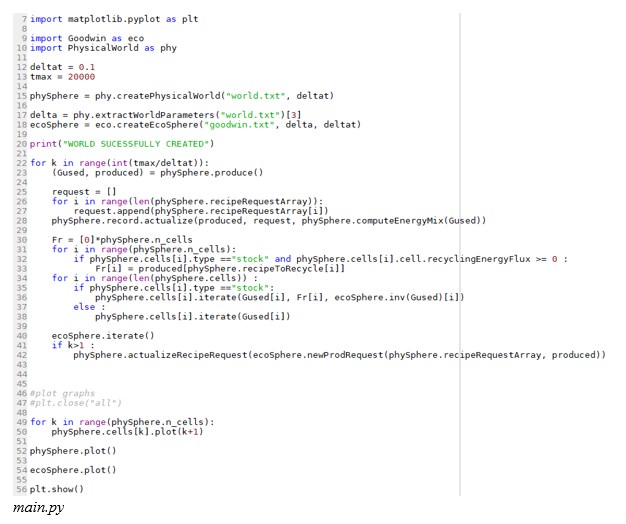 7 import matplotlib.pyplot as plt
8
9 import Goodwin as eco
10 import PhysicalWorld as phy
11
12 deltat = 0.1
13 tmax = 20000
14
15 phySphere = phy.createPhysicalWorld("world.txt", deltat)
16
17 delta = phy.extractWorldParameters("world.txt")[3]
18 ecoSphere = eco.createEcoSphere("goodwin.txt", delta, deltat)
19
20 print("WORLD SUCESSFULLY CREATED")
21
22 for k in range(int(tmax/deltat)):
23     (Gused, produced) = phySphere.produce()
24
25     request = []
26     for i in range(len(phySphere.recipeRequestArray)):
27         request.append(phySphere.recipeRequestArray[i])
28     phySphere.record.actualize(produced, request, phySphere.computeEnergyMix(Gused))
29
30     Fr = [0]*phySphere.n_cells
31     for i in range(phySphere.n_cells):
32         if phySphere.cells[i].type =="stock" and phySphere.cells[i].cell.recyclingEnergyFlux >= 0 :
33             Fr[i] = produced[phySphere.recipeToRecycle[i]]
34     for i in range(len(phySphere.cells)) :
35         if phySphere.cells[i].type =="stock":
36             phySphere.cells[i].iterate(Gused[i], Fr[i], ecoSphere.inv(Gused)[i])
37         else :
38             phySphere.cells[i].iterate(Gused[i])
39
40     ecoSphere.iterate()
41     if k>1 :
42         phySphere.actualizeRecipeRequest(ecoSphere.newProdRequest(phySphere.recipeRequestArray, produced))
43
44
45
46 #plot graphs
47 #plt.close("all")
48
49 for k in range(phySphere.n_cells):
50     phySphere.cells[k].plot(k+1)
51
52 phySphere.plot()
53
54 ecoSphere.plot()
55
56 plt.show()
main.py